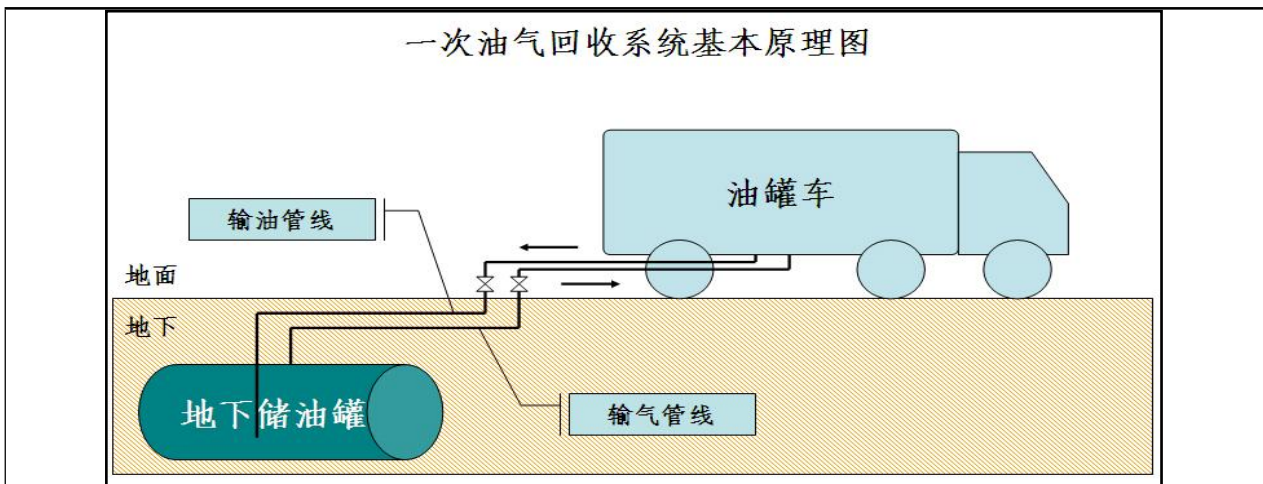 一次油气回收系统基本原理图
油罐车
输油管线
地面
地下
地下储油罐
输气管线